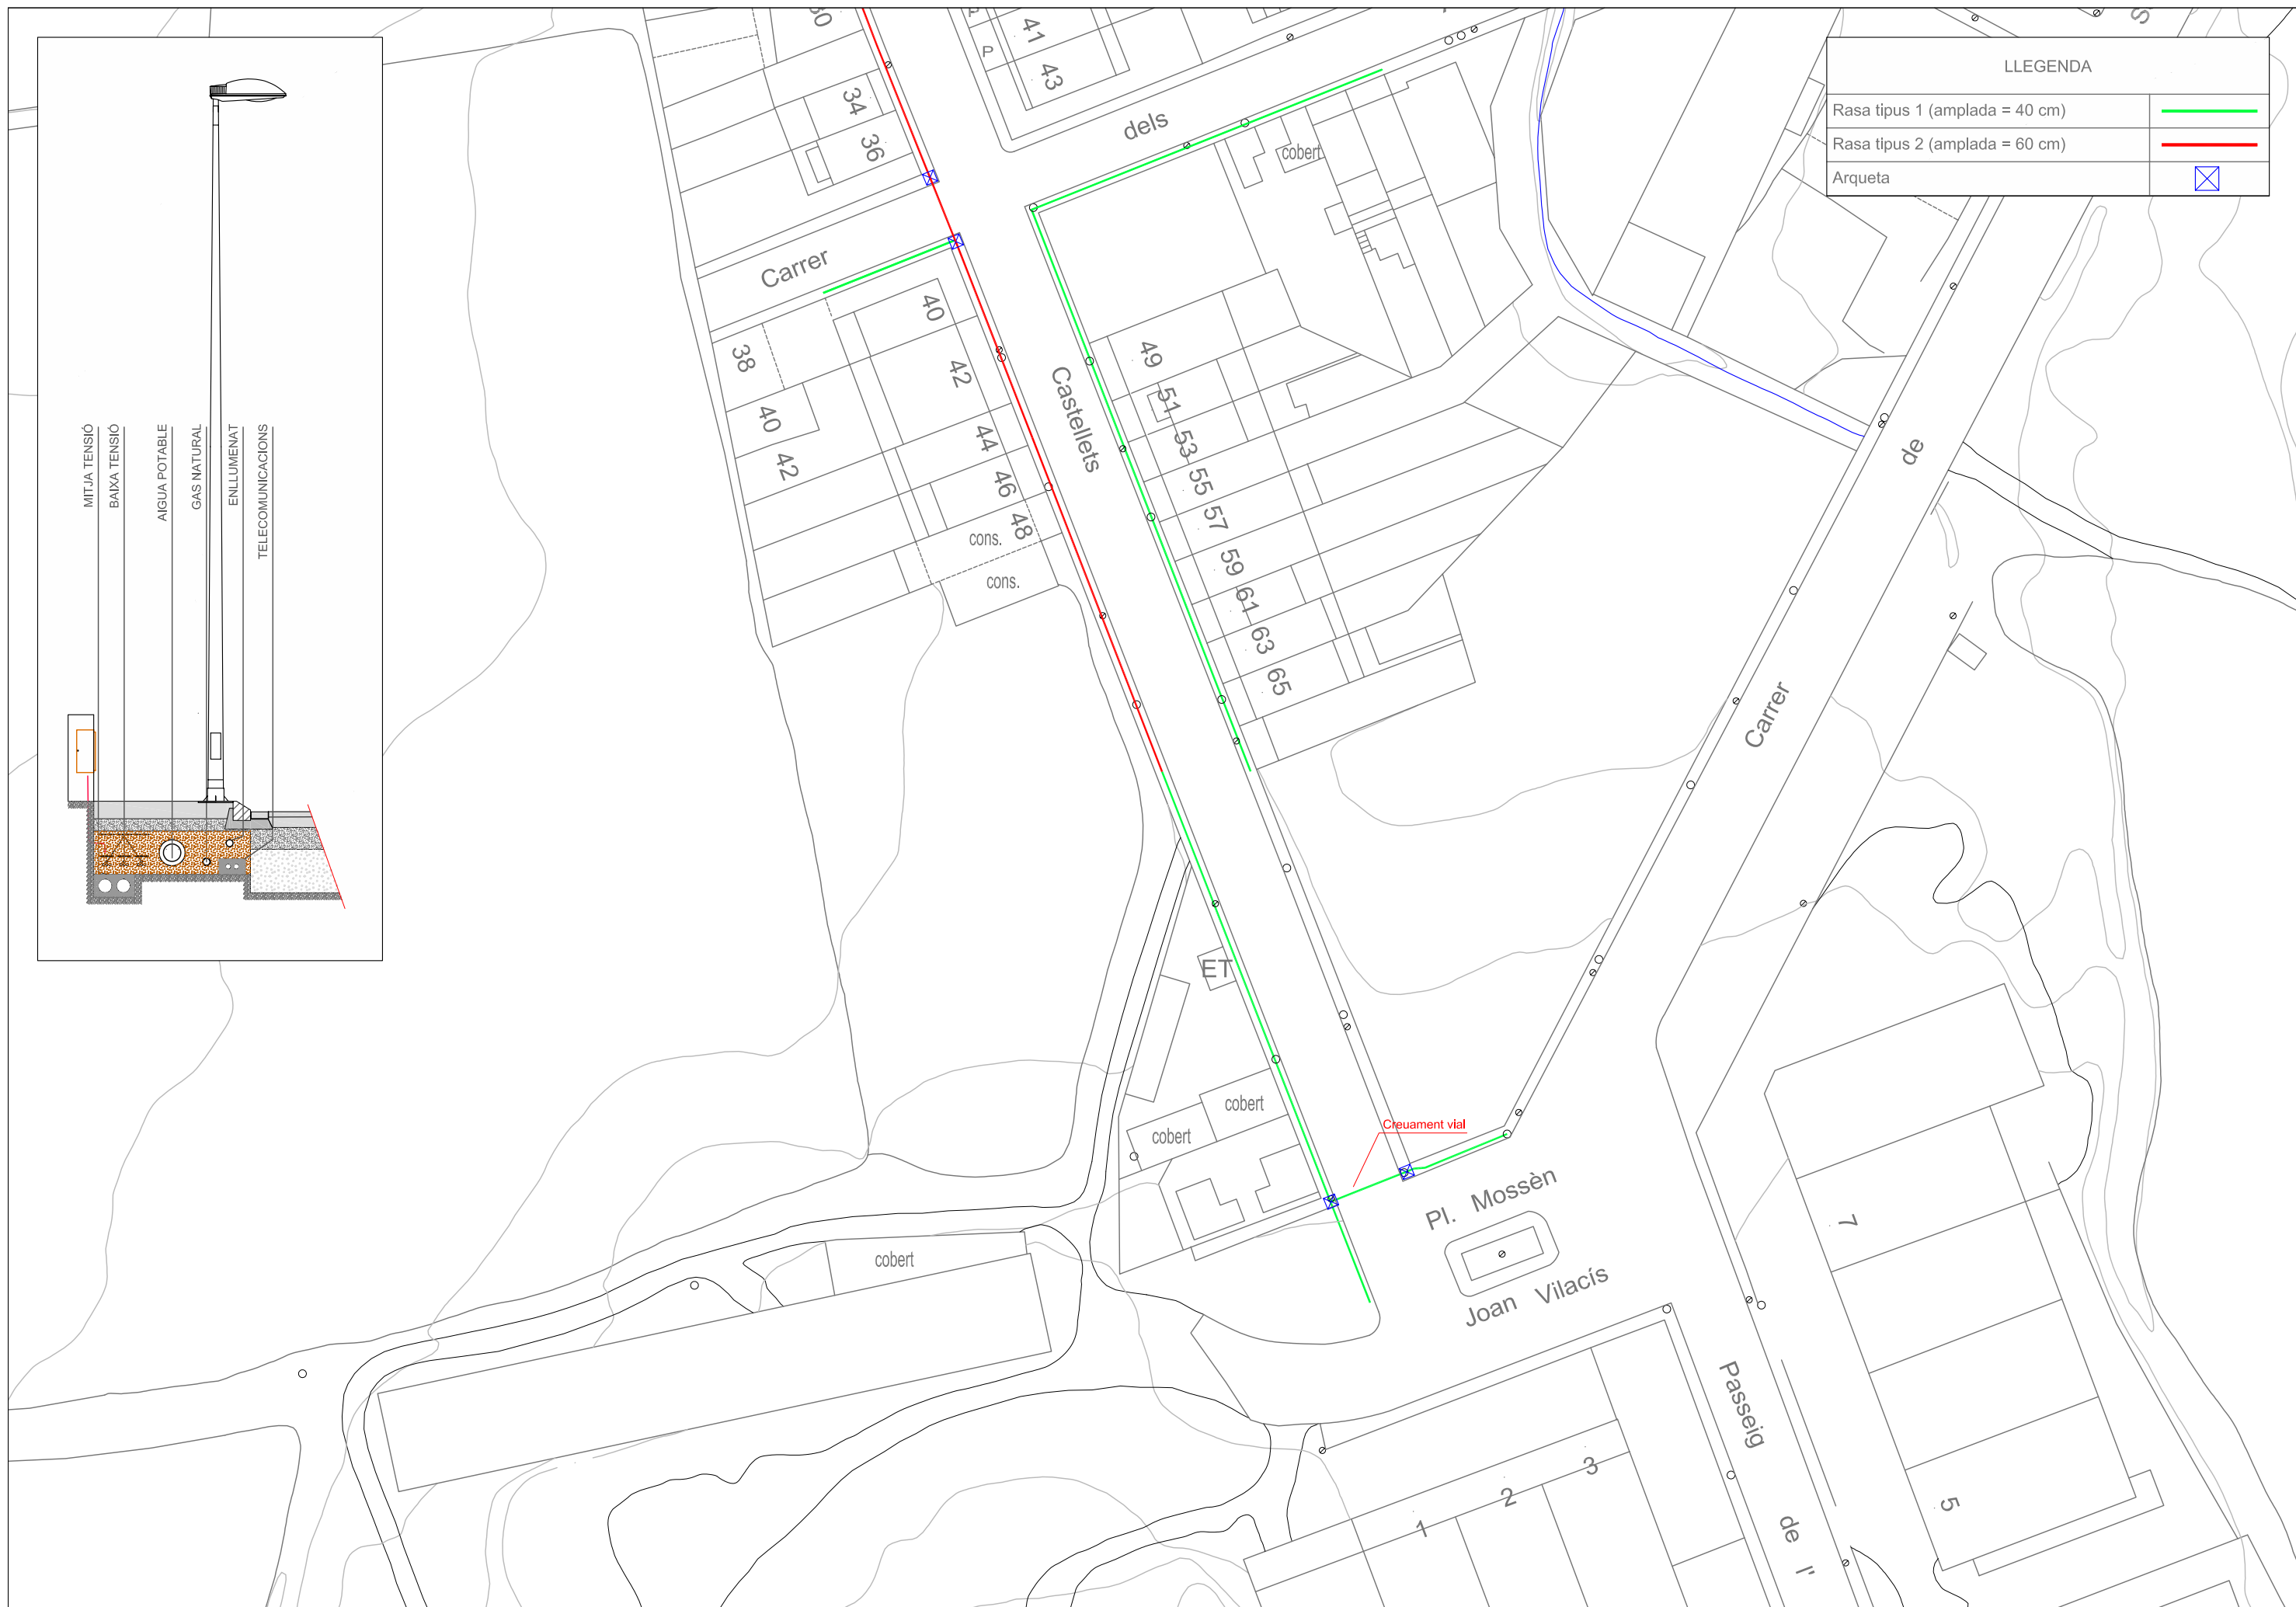 LLEGENDA
Rasa tipus 1 (amplada = 40 cm)
Rasa tipus 2 (amplada = 60 cm)
Arqueta
MITJA TENSIÓ
BAIXA TENSIÓ
AIGUA POTABLE
GAS NATURAL
ENLLUMENAT
TELECOMUNICACIONS
30
34
36
41
43
P
dels
cobert
Carrer
38
40
42
40
42
44
46
48
cons.
cons.
Castellets
49
51
53
55
57
59
61
63
65
de
Carrer
ET
cobert
cobert
cobert
Creuament vial
Pl. Mossèn
Joan Vilacís
Passeig
de l'
7
5
1
2
3